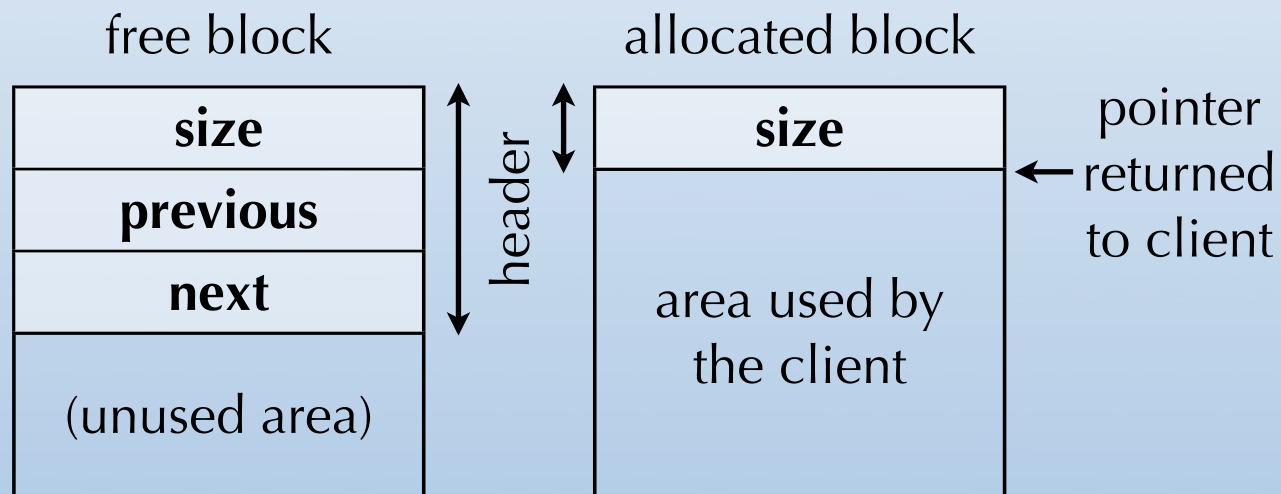 free block
allocated block
size
previous
next
(unused area)
header
size
area used by
the client
pointer
returned
to client